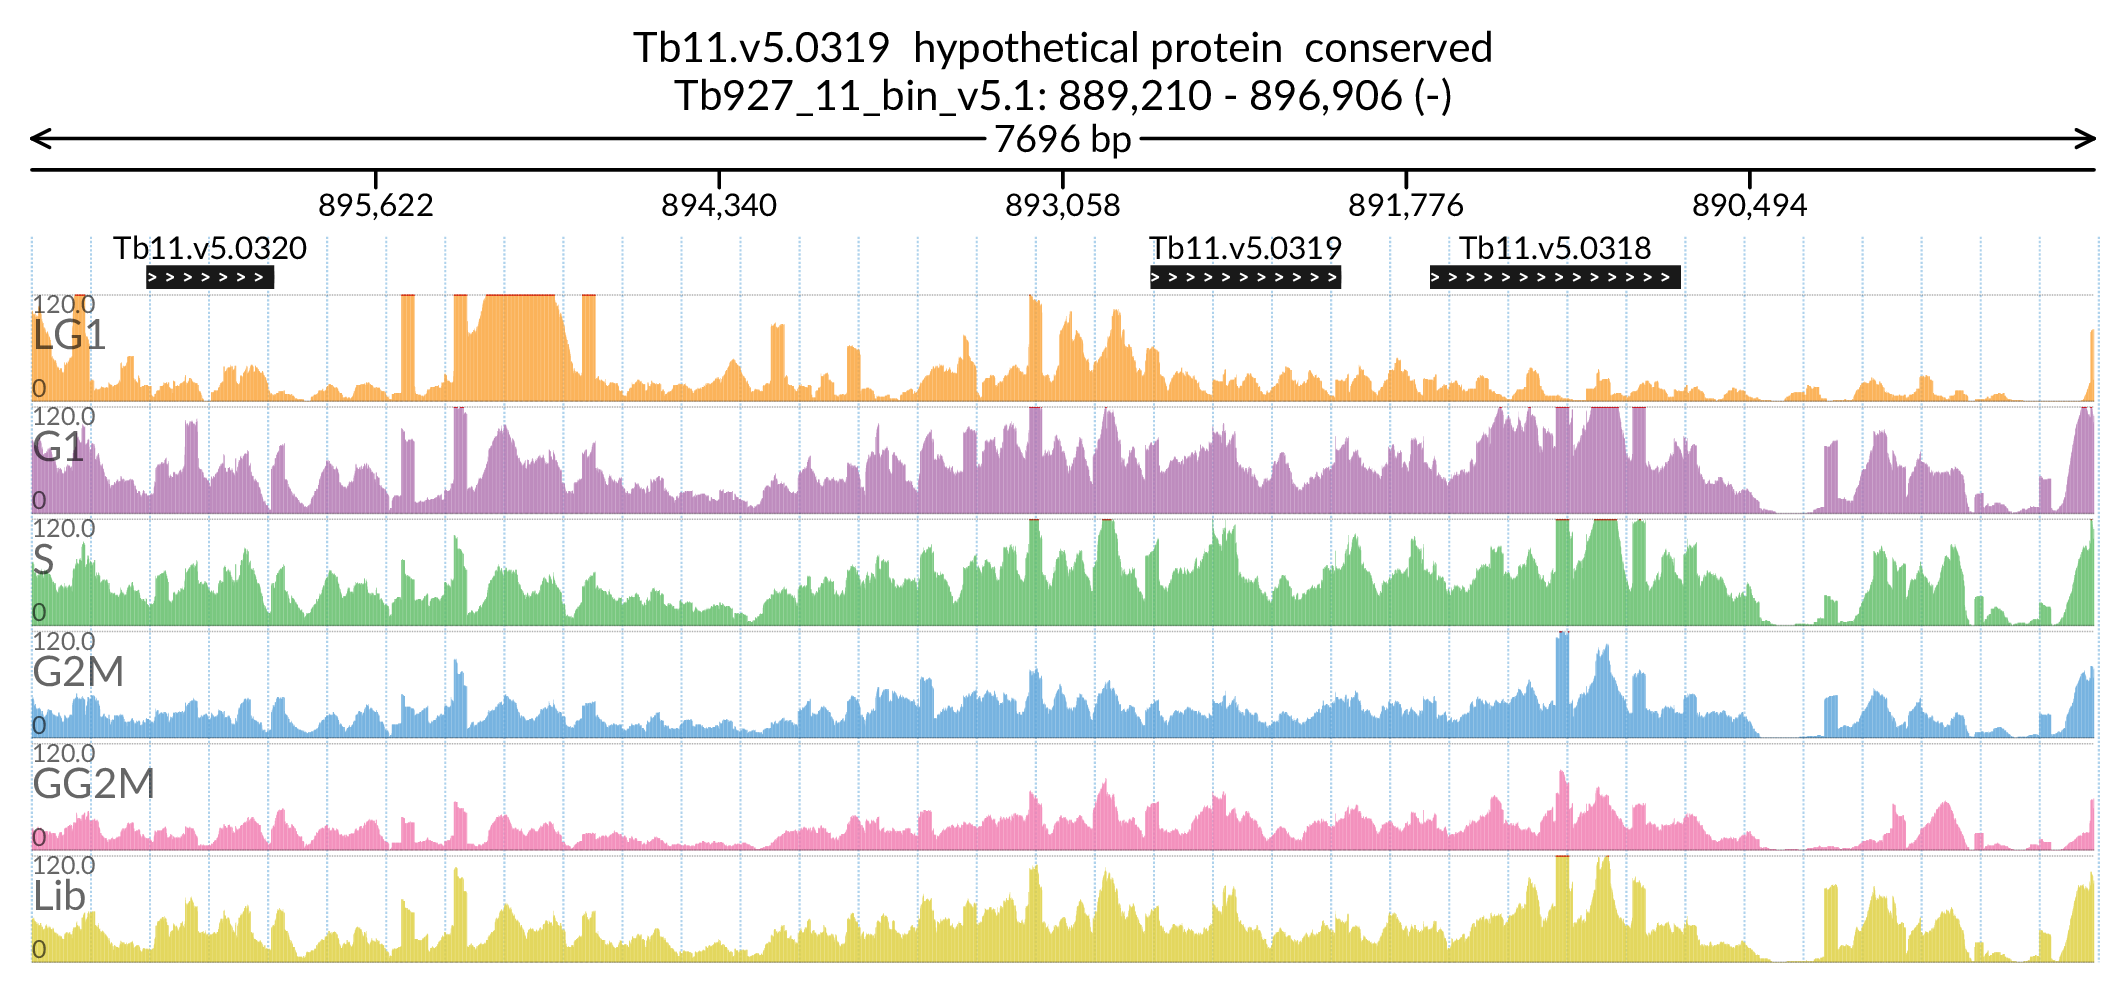 Tb11.v5.0319 hypothetical protein conserved
Tb927_11_bin_v5.1: 889,210 - 896,906 (-)
7696 bp
895,622 894,340 893,058 891,776 890,494
Tb11.v5.0320 Tb11.v5.0319 Tb11.v5.0318
120.0
LG1
0
120.0
G1
0
120.0
S
0
120.0
G2M
0
120.0
GG2M
0
120.0
Lib
0